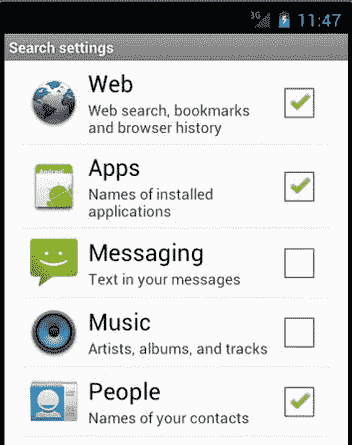 3G 11:47
Search settings
Web
Web search, bookmarks
and browser history
Apps
Names of installed
applications
Messaging
Text in your messages
Music
Artists, albums, and tracks
People
Names of your contacts